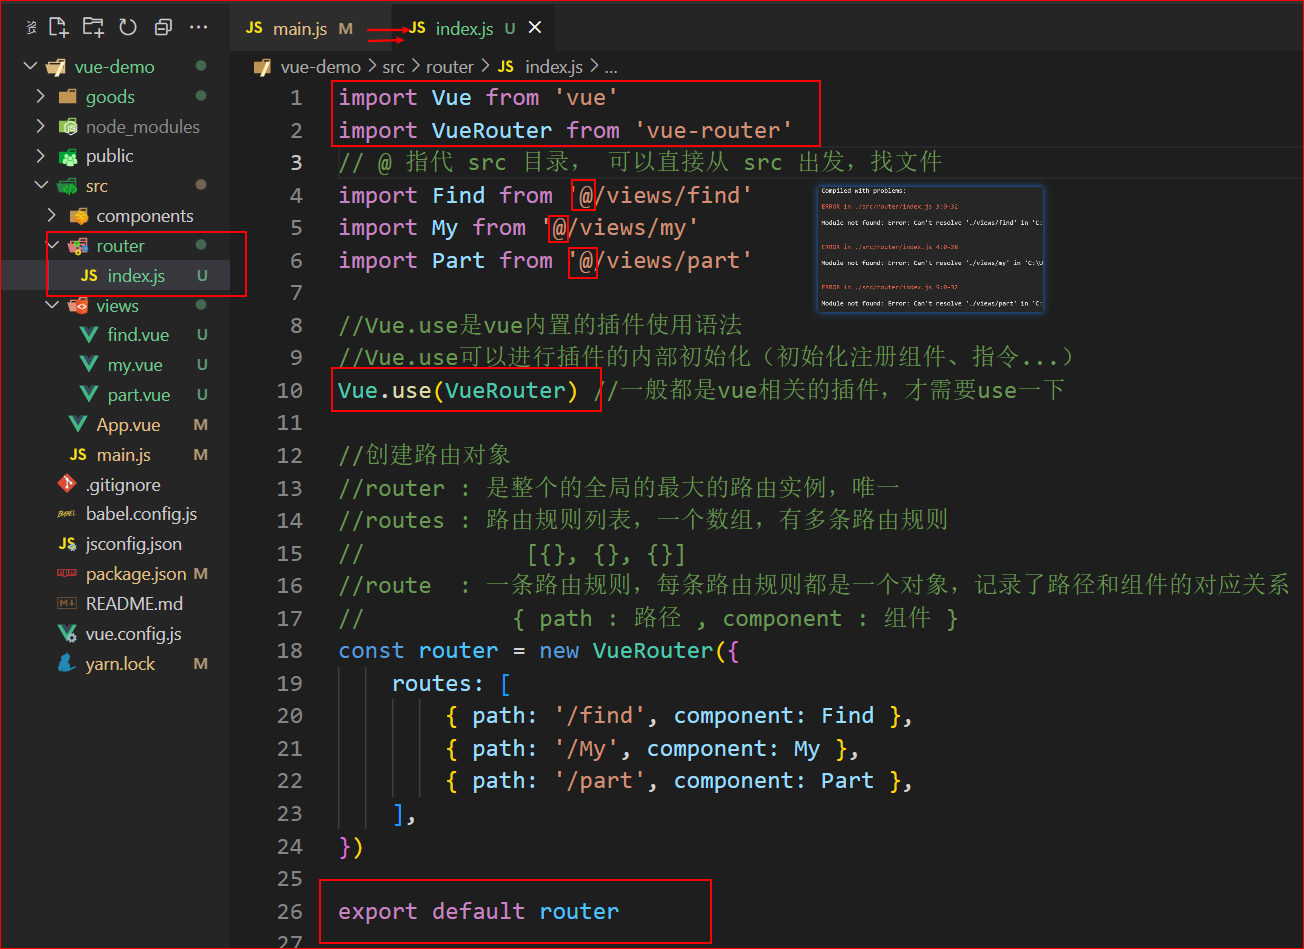 JS main.js M
JS index.js U
vue-demo > src > router > JS index.js > ...
vue-demo
goods
node_modules
public
src
components
router
JS index.js U
views
find.vue U
my.vue U
part.vue U
App.vue M
JS main.js M
.gitignore
BABEL babel.config.js
JS jsconfig.json
package.json M
README.md
vue.config.js
yarn.lock M
1 import Vue from 'vue'
2 import VueRouter from 'vue-router'
3 // @ 指代 src 目录, 可以直接从 src 出发,找文件
4 import Find from '@/views/find'
5 import My from '@/views/my'
6 import Part from '@/views/part'
7
8 //Vue.use是vue内置的插件使用语法
9 //Vue.use可以进行插件的内部初始化(初始化注册组件、指令...)
10 Vue.use(VueRouter) //一般都是vue相关的插件,才需要use一下
11
12 //创建路由对象
13 //router : 是整个的全局的最大的路由实例,唯一
14 //routes : 路由规则列表,一个数组,有多条路由规则
15 // [{}, {}, {}]
16 //route : 一条路由规则,每条路由规则都是一个对象,记录了路径和组件的对应关系
17 // { path : 路径 , component : 组件 }
18 const router = new VueRouter({
19 routes: [
20 { path: '/find', component: Find },
21 { path: '/My', component: My },
22 { path: '/part', component: Part },
23 ],
24 })
25
26 export default router
27
Compiled with problems:
ERROR in ./src/router/index.js 3:0-32
Module not found: Error: Can't resolve './views/find' in 'C:
ERROR in ./src/router/index.js 4:0-28
Module not found: Error: Can't resolve './views/my' in 'C:\U
ERROR in ./src/router/index.js 5:0-32
Module not found: Error: Can't resolve './views/part' in 'C: